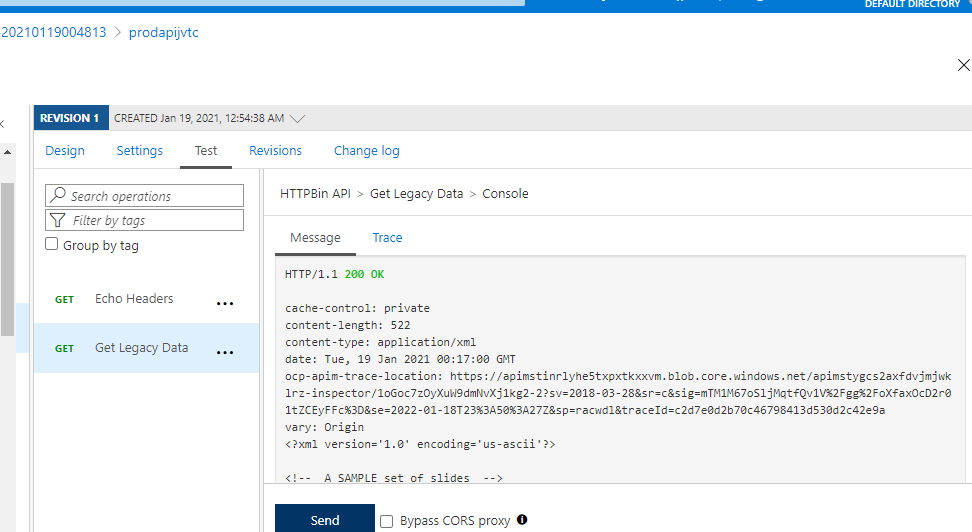 DEFAULT DIRECTORY
20210119004813 > prodapijvtc
REVISION 1 CREATED Jan 19, 2021, 12:54:38 AM
Design Settings Test Revisions Change log
Search operations
Filter by tags
Group by tag
GET Echo Headers ...
GET Get Legacy Data ...
HTTPBin API > Get Legacy Data > Console
Message Trace
HTTP/1.1 200 OK
cache-control: private
content-length: 522
content-type: application/xml
date: Tue, 19 Jan 2021 00:17:00 GMT
ocp-apim-trace-location: https://apimstinrlyhe5txpxtkxxvm.blob.core.windows.net/apimstygcs2axfdvjmjwk
lrz-inspector/1oGoc7zOyXuW9dmNvXj1kg2-2?sv=2018-03-28&sr=c&sig=mTM1M67oSljMqtfQv1V%2Fgg%2FoXfaxOcD2r0
1tZCEyFFc%3D&se=2022-01-18T23%3A50%3A27Z&sp=racwdl&traceId=c2d7e0d2b70c46798413d530d2c42e9a
vary: Origin
<?xml version='1.0' encoding='us-ascii'?>
<!-- A SAMPLE set of slides -->
Send Bypass CORS proxy